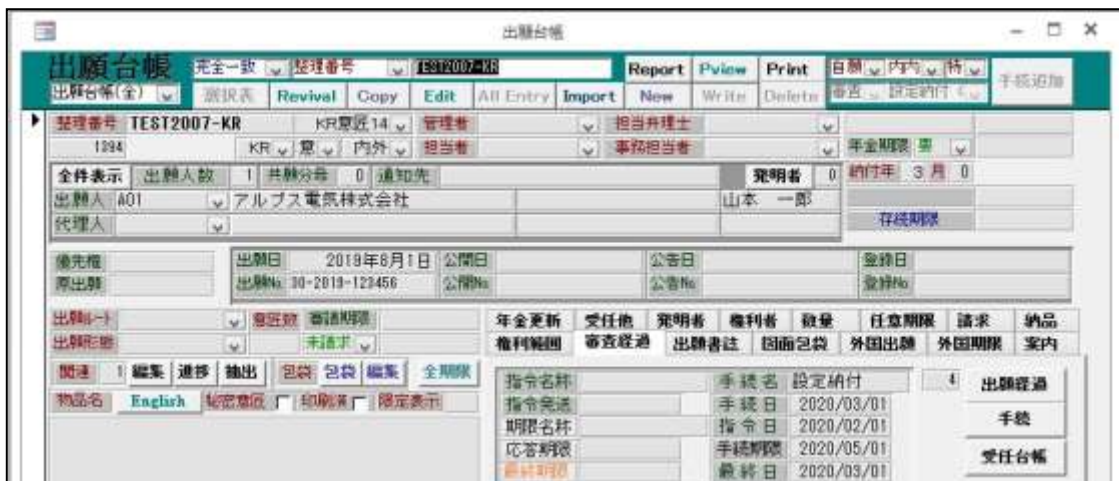 出願台帳
出願台帳 完全一致 整理番号 TEST2007-KR Report Pview Print 自願 内内 特 手続追加
出願台帳(全) 選択表 Revival Copy Edit All Entry Import New Write Delete 審査 設定納付
整理番号 TEST2007-KR KR意匠14 管理者 担当弁理士
1394 KR 意 内外 担当者 事務担当者 年金期限 要
全件表示 出願人数 1 共願分母 0 通知先 発明者 0 納付年 3 月 0
出願人 A01 アルプス電気株式会社 山本 一郎
代理人 存続期限
優先権 出願日 2019年8月1日 公開日 公告日 登録日
原出願 出願No. 30-2019-123456 公開No. 公告No. 登録No.
出願ルート 意匠数 審請期限 年金更新 受任他 発明者 権利者 数量 任意期限 請求 納品
出願形態 未請求 権利範囲 審査経過 出願書誌 図面包袋 外国出願 外国期限 案内
関連 1 編集 進捗 抽出 包袋 包袋 編集 全期限 指令名称 手続名 設定納付 4 出願経過
物品名 English 秘密意匠 印刷済 限定表示 指令発送 手続日 2020/03/01
期限名称 指令日 2020/02/01 手続
応答期限 手続期限 2020/05/01 受任台帳
最終期限 最終日 2020/03/01